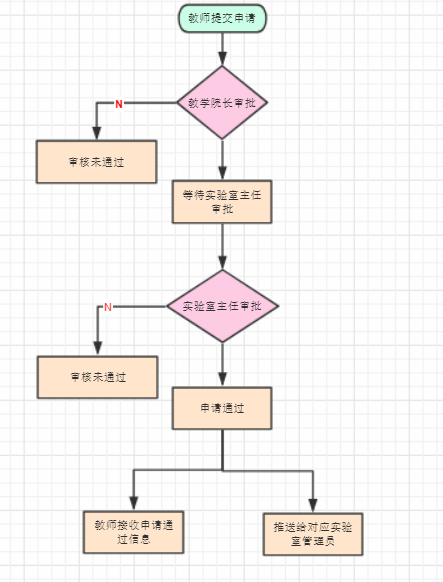 教师提交申请
教学院长审批
N
审核未通过
等待实验室主任
审批
实验室主任审批
N
审核未通过
申请通过
教师接收申请通
过信息
推送给对应实验
室管理员